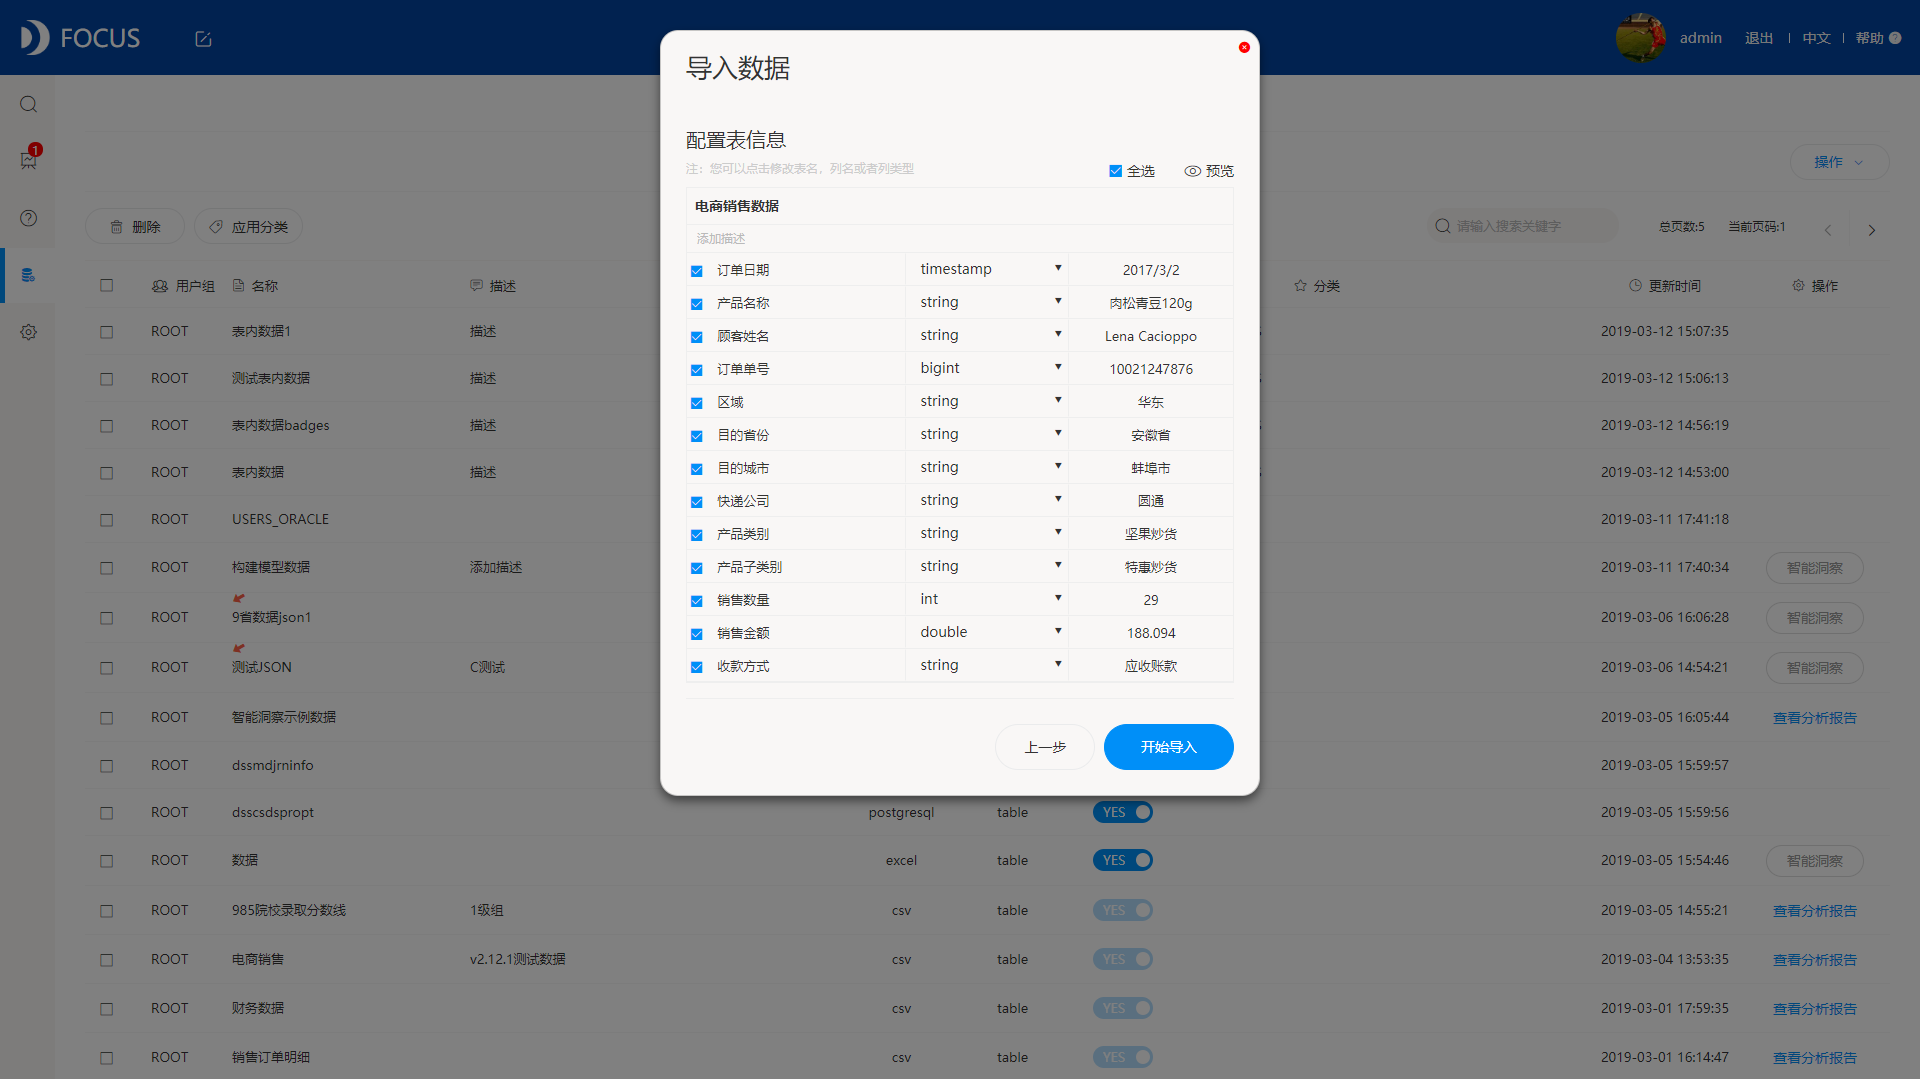 FOCUS
admin 退出 中文 帮助 ?
导入数据
1
配置表信息
注：您可以点击修改表名，列名或者列类型
全选 预览
操作
电商销售数据
添加描述
订单日期 timestamp 2017/3/2
产品名称 string 肉松青豆120g
顾客姓名 string Lena Cacioppo
订单单号 bigint 10021247876
区域 string 华东
目的省份 string 安徽省
目的城市 string 蚌埠市
快递公司 string 圆通
产品类别 string 坚果炒货
产品子类别 string 特惠炒货
销售数量 int 29
销售金额 double 188.094
收款方式 string 应收账款
上一步 开始导入
删除 应用分类
请输入搜索关键字 总页数:5 当前页码:1
用户组 名称 描述 分类 更新时间 操作
ROOT 表内数据1 描述 2019-03-12 15:07:35
ROOT 测试表内数据 描述 2019-03-12 15:06:13
ROOT 表内数据badges 描述 2019-03-12 14:56:19
ROOT 表内数据 描述 2019-03-12 14:53:00
ROOT USERS_ORACLE 2019-03-11 17:41:18
ROOT 构建模型数据 添加描述 2019-03-11 17:40:34 智能洞察
ROOT 9省数据json1 2019-03-06 16:06:28 智能洞察
ROOT 测试JSON C测试 2019-03-06 14:54:21 智能洞察
ROOT 智能洞察示例数据 2019-03-05 16:05:44 查看分析报告
ROOT dssmdjrninfo 2019-03-05 15:59:57
ROOT dsscsdspropt postgresql table YES 2019-03-05 15:59:56
ROOT 数据 excel table YES 2019-03-05 15:54:46 智能洞察
ROOT 985院校录取分数线 1级组 csv table YES 2019-03-05 14:55:21 查看分析报告
ROOT 电商销售 v2.12.1测试数据 csv table YES 2019-03-04 13:53:35 查看分析报告
ROOT 财务数据 csv table YES 2019-03-01 17:59:35 查看分析报告
ROOT 销售订单明细 csv table YES 2019-03-01 16:14:47 查看分析报告